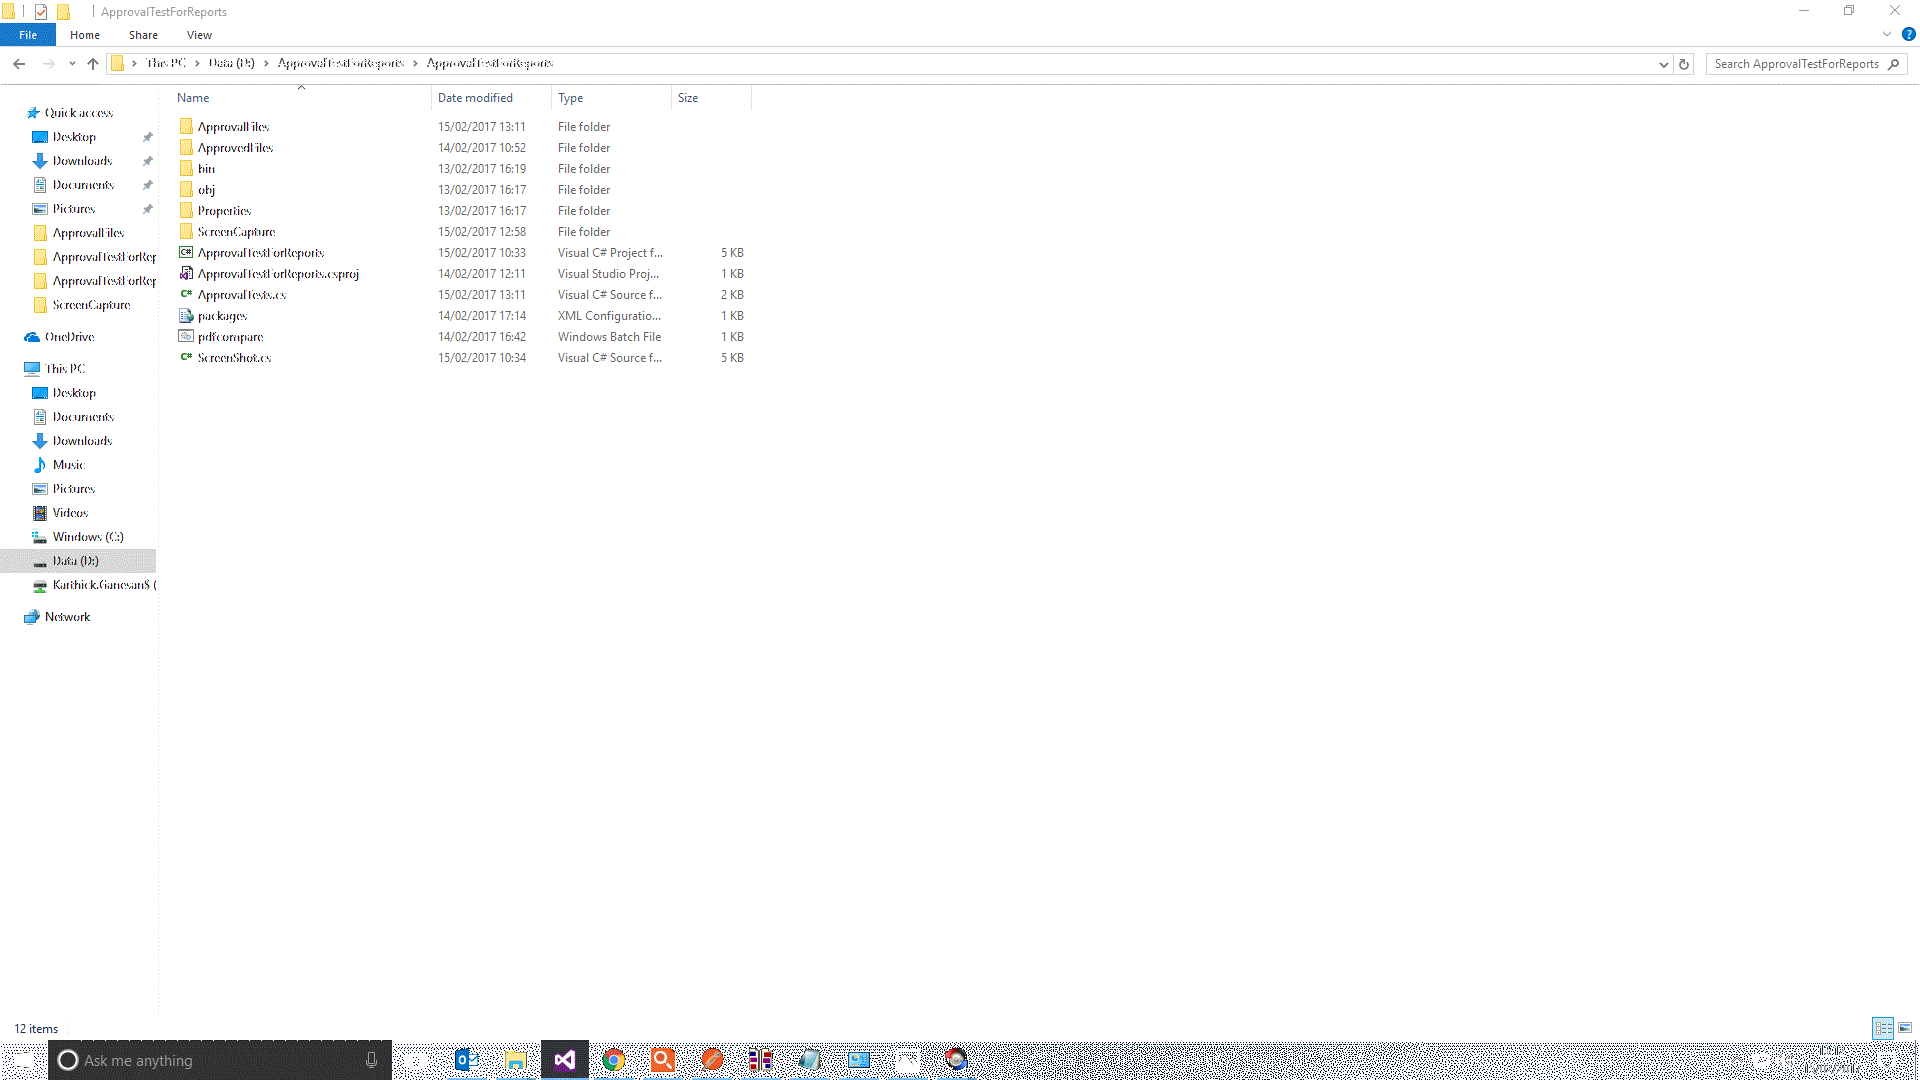 ApprovalTestForReports
File Home Share View
This PC Data (D:) ApprovalTestForReports ApprovalTestForReports Search ApprovalTestForReports
Name Date modified Type Size
Quick access
Desktop
Downloads
Documents
Pictures
ApprovalFiles
ApprovalTestForRep
ApprovalTestForRep
ScreenCapture
OneDrive
This PC
Desktop
Documents
Downloads
Music
Pictures
Videos
Windows (C:)
Data (D:)
Karthick.Ganesan$ (
Network
ApprovalFiles 15/02/2017 13:11 File folder
ApprovedFiles 14/02/2017 10:52 File folder
bin 13/02/2017 16:19 File folder
obj 13/02/2017 16:17 File folder
Properties 13/02/2017 16:17 File folder
ScreenCapture 15/02/2017 12:58 File folder
ApprovalTestForReports 15/02/2017 10:33 Visual C# Project f... 5 KB
ApprovalTestForReports.csproj 14/02/2017 12:11 Visual Studio Proj... 1 KB
ApprovalTests.cs 15/02/2017 13:11 Visual C# Source f... 2 KB
packages 14/02/2017 17:14 XML Configuratio... 1 KB
pdfcompare 14/02/2017 16:42 Windows Batch File 1 KB
ScreenShot.cs 15/02/2017 10:34 Visual C# Source f... 5 KB
12 items
Ask me anything